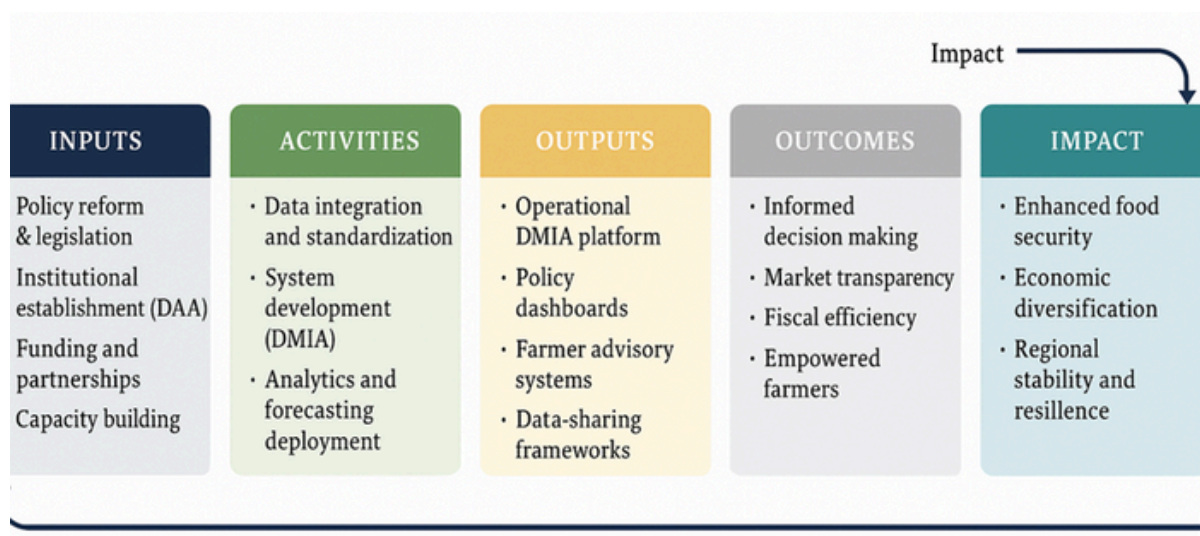 Impact
INPUTS
Policy reform
& legislation
Institutional
establishment (DAA)
Funding and
partnerships
Capacity building
ACTIVITIES
· Data integration
and standardization
· System
development
(DMIA)
· Analytics and
forecasting
deployment
OUTPUTS
· Operational
DMIA platform
· Policy
dashboards
· Farmer advisory
systems
· Data-sharing
frameworks
OUTCOMES
· Informed
decision making
· Market transparency
· Fiscal efficiency
· Empowered
farmers
IMPACT
· Enhanced food
security
· Economic
diversification
· Regional
stability and
resillence